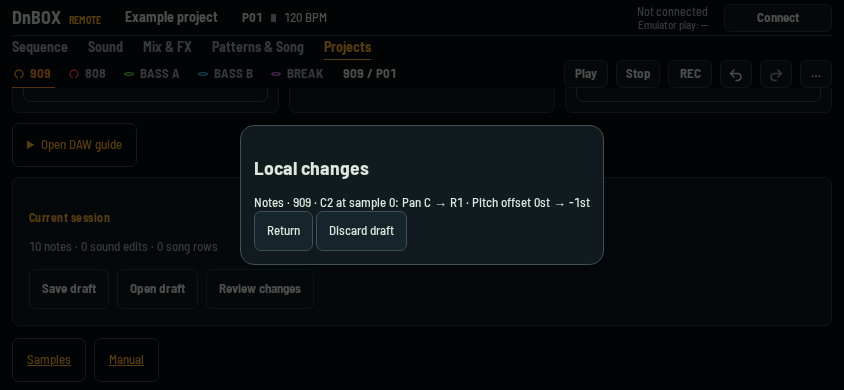 DnBOX REMOTE Example project P01 120 BPM Not connected Emulator play: — Connect
Sequence Sound Mix & FX Patterns & Song Projects
909 808 BASS A BASS B BREAK 909 / P01 Play Stop REC ...
Open DAW guide
Local changes
Notes · 909 · C2 at sample 0: Pan C → R1 · Pitch offset 0st → -1st
Return Discard draft
Current session
10 notes · 0 sound edits · 0 song rows
Save draft Open draft Review changes
Samples Manual